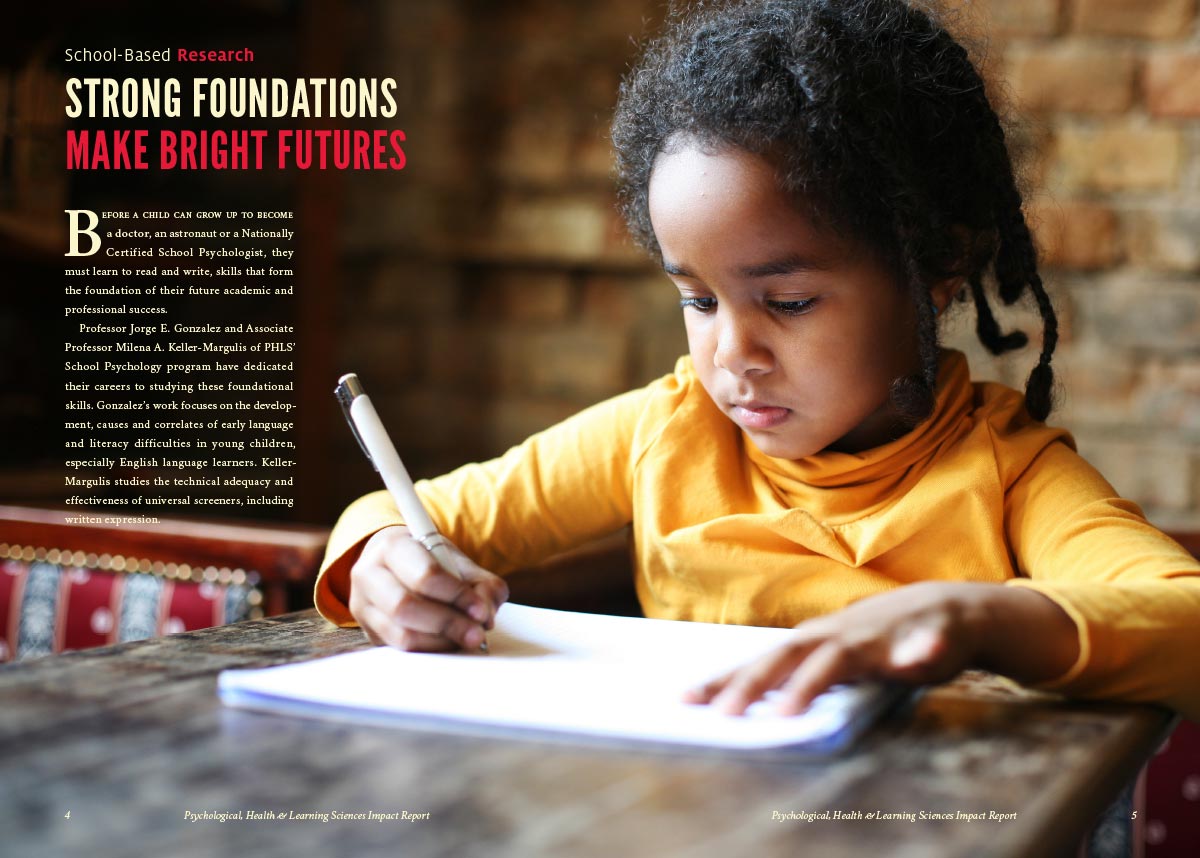 School-Based Research
STRONG FOUNDATIONS
MAKE BRIGHT FUTURES
BEFORE A CHILD CAN GROW UP TO BECOME
a doctor, an astronaut or a Nationally
Certified School Psychologist, they
must learn to read and write, skills that form
the foundation of their future academic and
professional success.
Professor Jorge E. Gonzalez and Associate
Professor Milena A. Keller-Margulis of PHLS’
School Psychology program have dedicated
their careers to studying these foundational
skills. Gonzalez’s work focuses on the develop-
ment, causes and correlates of early language
and literacy difficulties in young children,
especially English language learners. Keller-
Margulis studies the technical adequacy and
effectiveness of universal screeners, including
written expression.
4 Psychological, Health & Learning Sciences Impact Report
Psychological, Health & Learning Sciences Impact Report 5